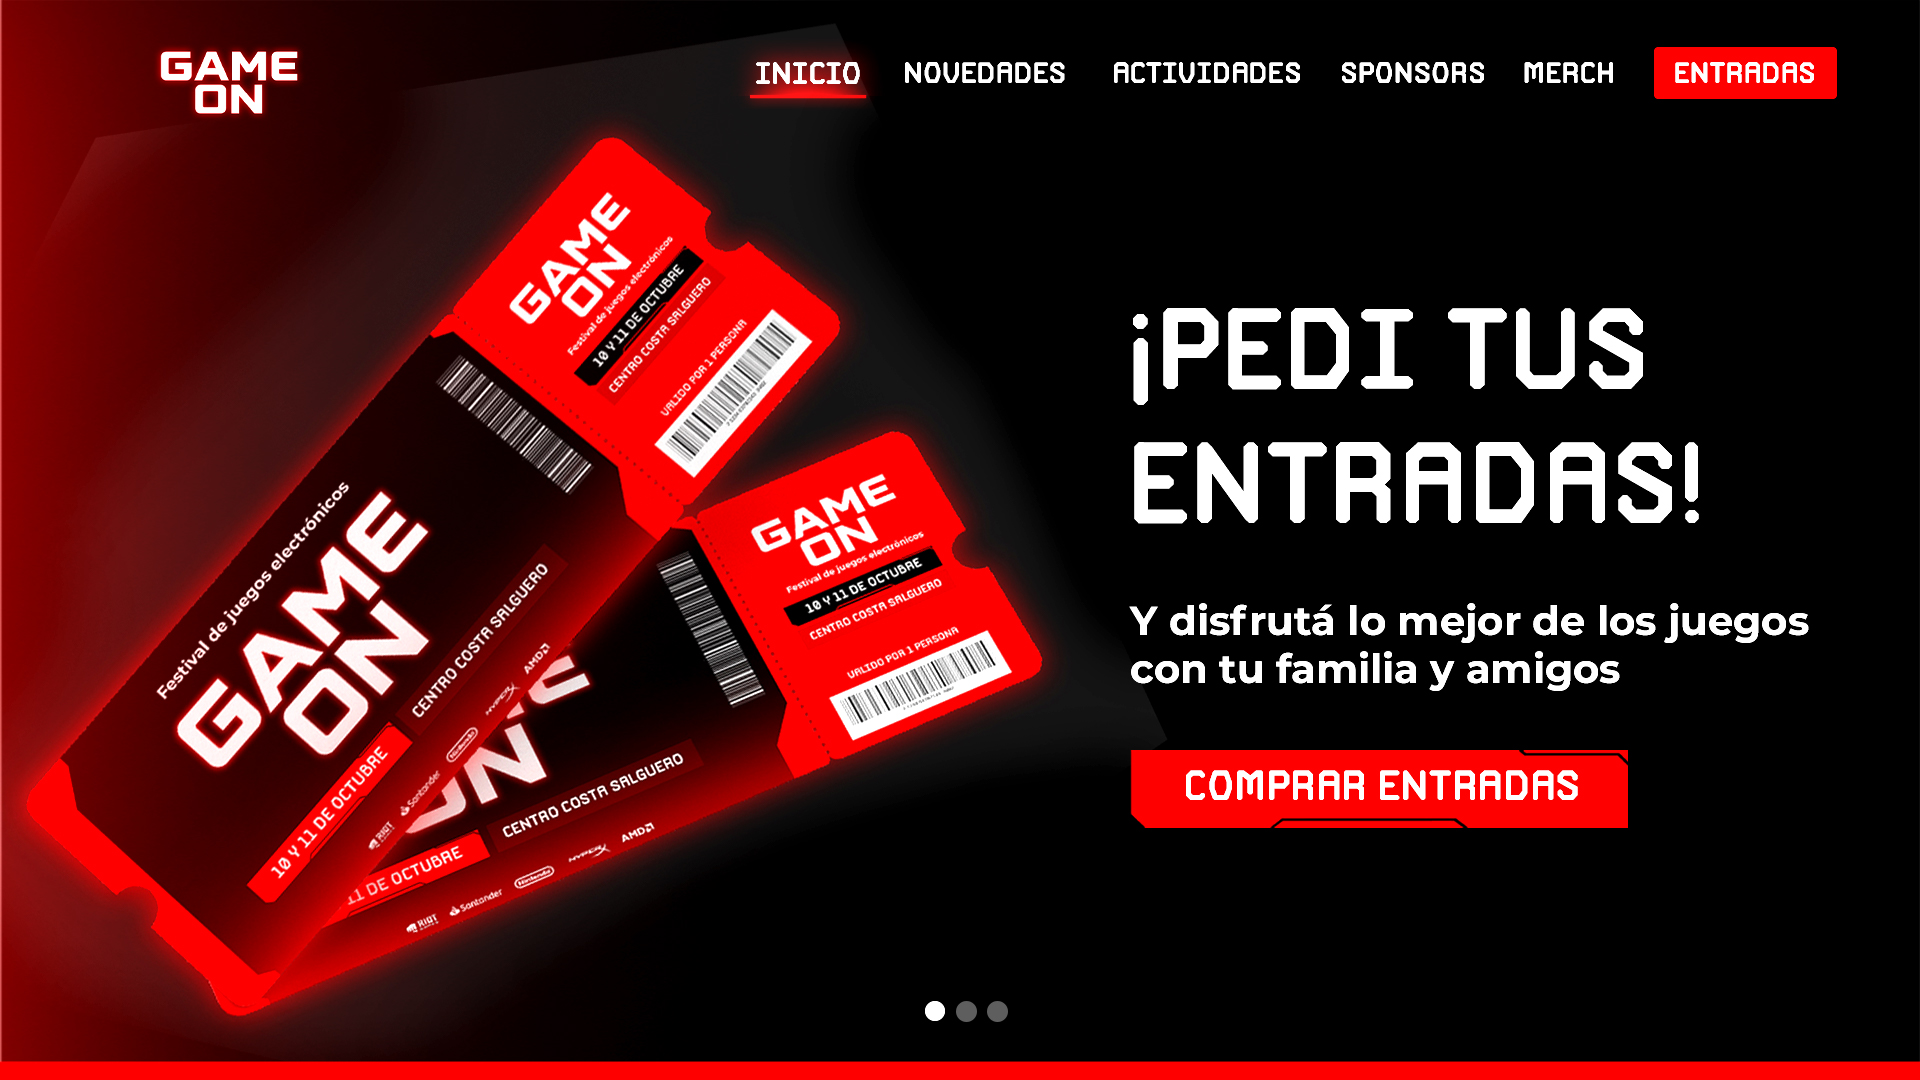 GAME
ON
INICIO
NOVEDADES
ACTIVIDADES
SPONSORS
MERCH
ENTRADAS
GAME
ON
Festival de juegos electrónicos
10 Y 11 DE OCTUBRE
CENTRO COSTA SALGUERO
VALIDO POR 1 PERSONA
Festival de juegos electrónicos
GAME
ON
10 Y 11 DE OCTUBRE
CENTRO COSTA SALGUERO
RIOT
Santander
Nintendo
HYPERX
AMD
GAME
ON
Festival de juegos electrónicos
10 Y 11 DE OCTUBRE
CENTRO COSTA SALGUERO
VALIDO POR 1 PERSONA
ON
11 DE OCTUBRE
CENTRO COSTA SALGUERO
RIOT
Santander
Nintendo
HYPERX
AMD
¡PEDI TUS
ENTRADAS!
Y disfrutá lo mejor de los juegos
con tu familia y amigos
COMPRAR ENTRADAS